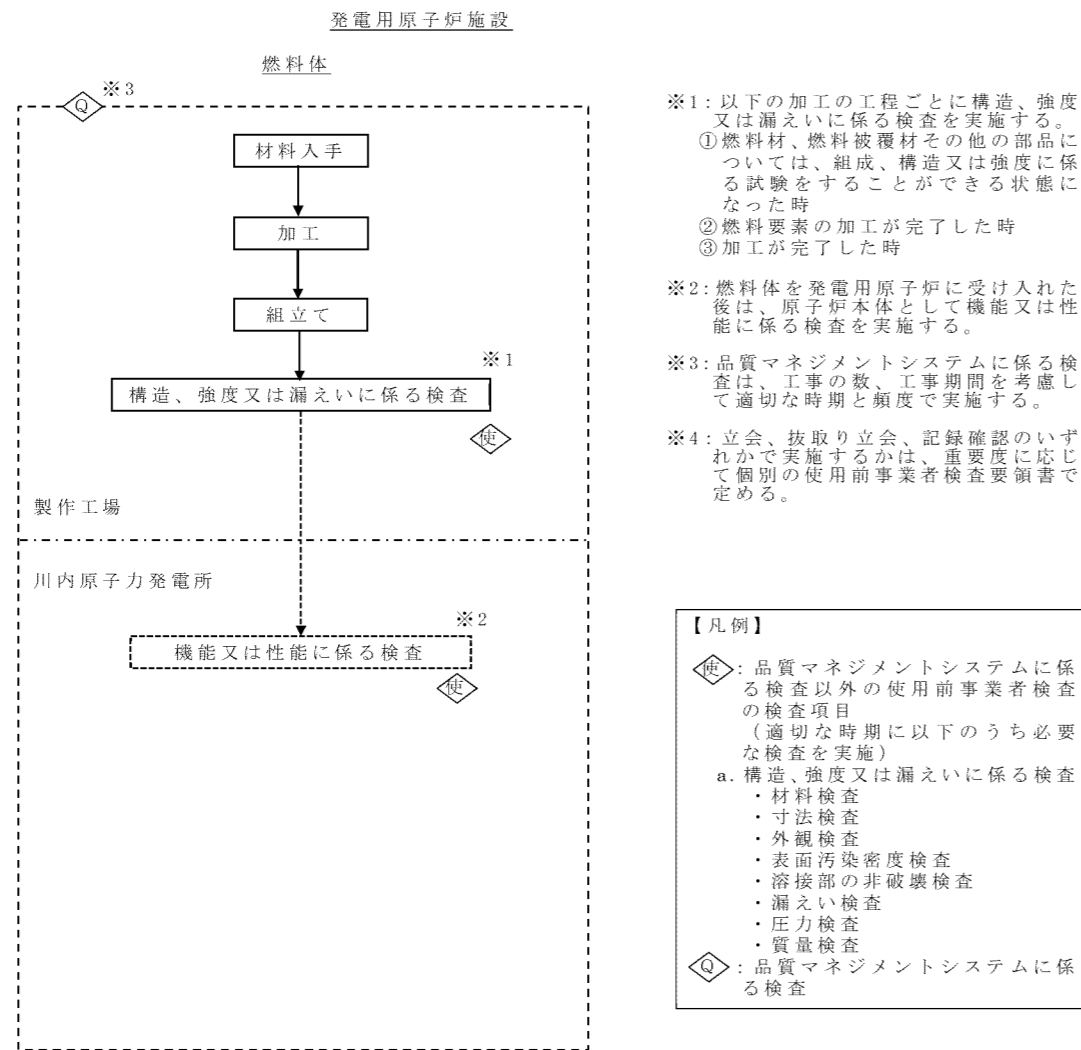 発電用原子炉施設
燃料体
Q
※3
材料入手
加工
組立て
※1
構造、強度又は漏えいに係る検査
使
製作工場
川内原子力発電所
※2
機能又は性能に係る検査
使
※1:以下の加工の工程ごとに構造、強度
又は漏えいに係る検査を実施する。
①燃料材、燃料被覆材その他の部品に
ついては、組成、構造又は強度に係
る試験をすることができる状態に
なった時
②燃料要素の加工が完了した時
③加工が完了した時
※2:燃料体を発電用原子炉に受け入れた
後は、原子炉本体として機能又は性
能に係る検査を実施する。
※3:品質マネジメントシステムに係る検
査は、工事の数、工事期間を考慮し
て適切な時期と頻度で実施する。
※4:立会、抜取り立会、記録確認のいず
れかで実施するかは、重要度に応じ
て個別の使用前事業者検査要領書で
定める。
【凡例】
使:品質マネジメントシステムに係
る検査以外の使用前事業者検査
の検査項目
(適切な時期に以下のうち必要
な検査を実施)
a.構造、強度又は漏えいに係る検査
・材料検査
・寸法検査
・外観検査
・表面汚染密度検査
・溶接部の非破壊検査
・漏えい検査
・圧力検査
・質量検査
Q:品質マネジメントシステムに係
る検査